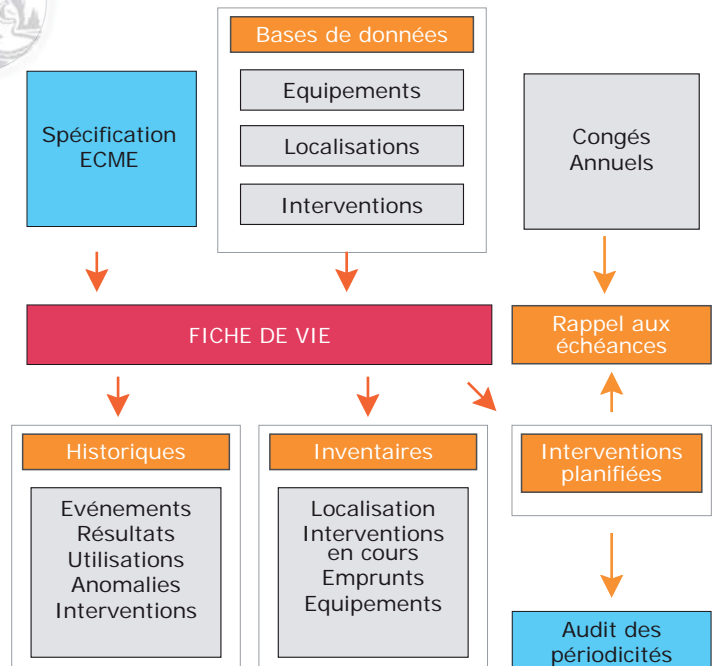 Bases de données
Equipements
Localisations
Interventions
Spécification
ECME
Congés
Annuels
FICHE DE VIE
Rappel aux
échéances
Historiques
Evénements
Résultats
Utilisations
Anomalies
Interventions
Inventaires
Localisation
Interventions
en cours
Emprunts
Equipements
Interventions
planifiées
Audit des
périodicités